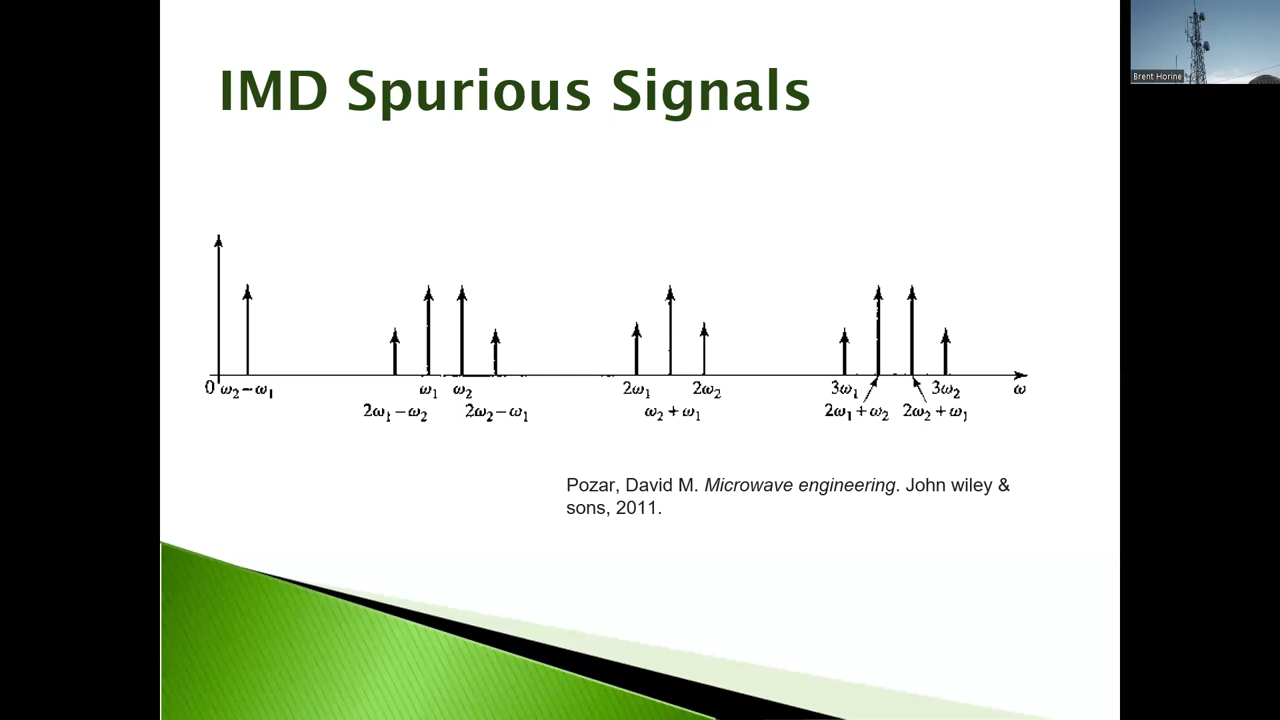 IMD Spurious Signals
Brent Horine
0 ω₂−ω₁ ω₁ ω₂ 2ω₁ 2ω₂ 3ω₁ 3ω₂ ω
2ω₁−ω₂ 2ω₂−ω₁ ω₂+ω₁ 2ω₁+ω₂ 2ω₂+ω₁
Pozar, David M. Microwave engineering. John wiley &
sons, 2011.